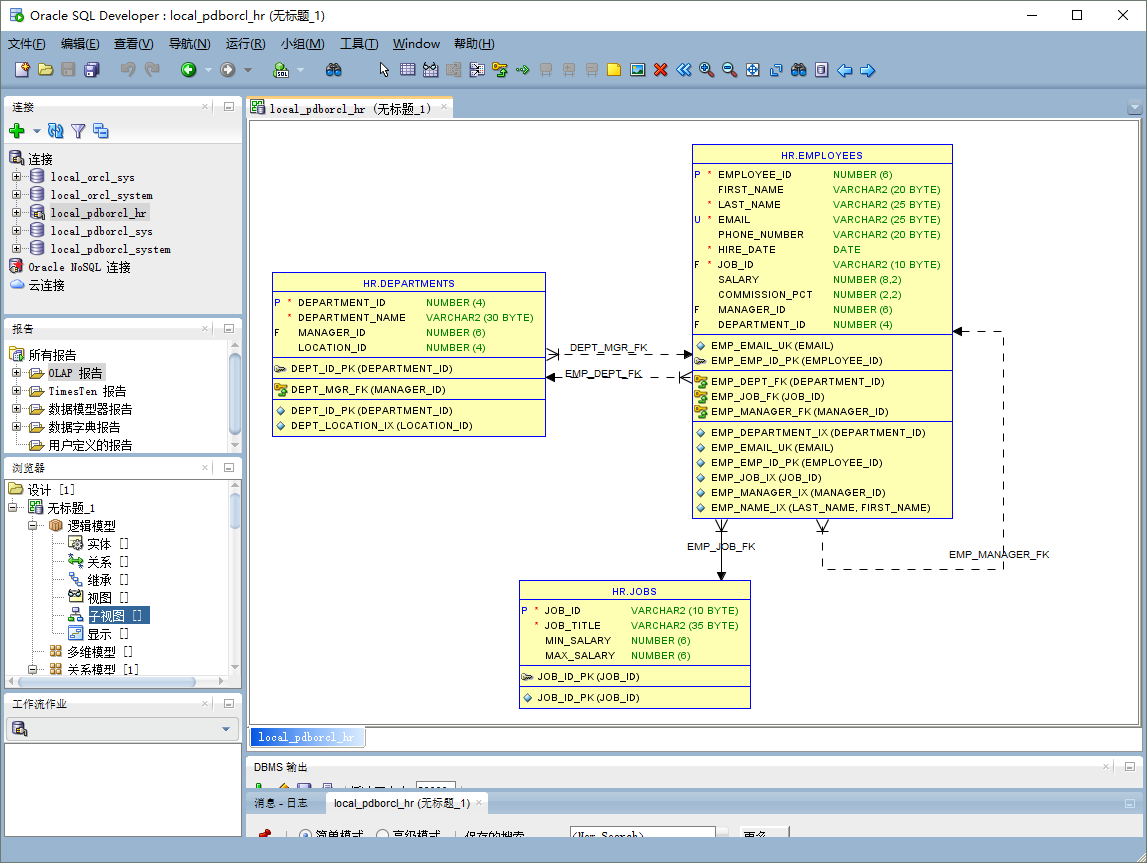 Oracle SQL Developer : local_pdborcl_hr (无标题_1)
文件(F) 编辑(E) 查看(V) 导航(N) 运行(R) 小组(M) 工具(T) Window 帮助(H)
连接
连接
local_orcl_sys
local_orcl_system
local_pdborcl_hr
local_pdborcl_sys
local_pdborcl_system
Oracle NoSQL 连接
云连接
报告
所有报告
OLAP 报告
TimesTen 报告
数据模型器报告
数据字典报告
用户定义的报告
浏览器
设计 [1]
无标题_1
逻辑模型
实体 []
关系 []
继承 []
视图 []
子视图 []
显示 []
多维模型 []
关系模型 [1]
工作流作业
local_pdborcl_hr (无标题_1)
HR.DEPARTMENTS
P * DEPARTMENT_ID NUMBER (4)
* DEPARTMENT_NAME VARCHAR2 (30 BYTE)
F MANAGER_ID NUMBER (6)
LOCATION_ID NUMBER (4)
DEPT_ID_PK (DEPARTMENT_ID)
DEPT_MGR_FK (MANAGER_ID)
DEPT_ID_PK (DEPARTMENT_ID)
DEPT_LOCATION_IX (LOCATION_ID)
DEPT_MGR_FK
EMP_DEPT_FK
HR.EMPLOYEES
P * EMPLOYEE_ID NUMBER (6)
FIRST_NAME VARCHAR2 (20 BYTE)
* LAST_NAME VARCHAR2 (25 BYTE)
U * EMAIL VARCHAR2 (25 BYTE)
PHONE_NUMBER VARCHAR2 (20 BYTE)
* HIRE_DATE DATE
F * JOB_ID VARCHAR2 (10 BYTE)
SALARY NUMBER (8,2)
COMMISSION_PCT NUMBER (2,2)
F MANAGER_ID NUMBER (6)
F DEPARTMENT_ID NUMBER (4)
EMP_EMAIL_UK (EMAIL)
EMP_EMP_ID_PK (EMPLOYEE_ID)
EMP_DEPT_FK (DEPARTMENT_ID)
EMP_JOB_FK (JOB_ID)
EMP_MANAGER_FK (MANAGER_ID)
EMP_DEPARTMENT_IX (DEPARTMENT_ID)
EMP_EMAIL_UK (EMAIL)
EMP_EMP_ID_PK (EMPLOYEE_ID)
EMP_JOB_IX (JOB_ID)
EMP_MANAGER_IX (MANAGER_ID)
EMP_NAME_IX (LAST_NAME, FIRST_NAME)
EMP_JOB_FK
EMP_MANAGER_FK
HR.JOBS
P * JOB_ID VARCHAR2 (10 BYTE)
* JOB_TITLE VARCHAR2 (35 BYTE)
MIN_SALARY NUMBER (6)
MAX_SALARY NUMBER (6)
JOB_ID_PK (JOB_ID)
JOB_ID_PK (JOB_ID)
local_pdborcl_hr
DBMS 输出
消息 - 日志 local_pdborcl_hr (无标题_1)
简单模式 高级模式 保存的搜索 (New Search) 更多